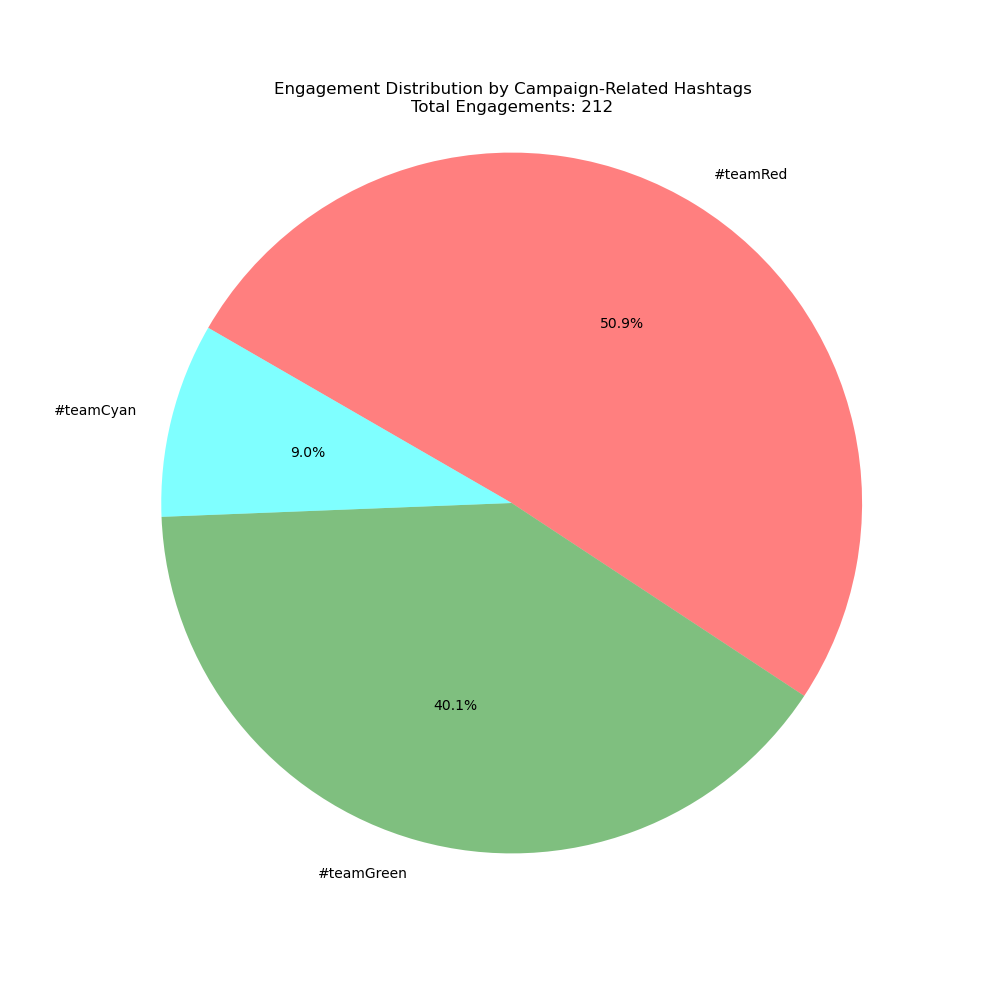 Engagement Distribution by Campaign-Related Hashtags
Total Engagements: 212
#teamRed
50.9%
#teamCyan
9.0%
40.1%
#teamGreen